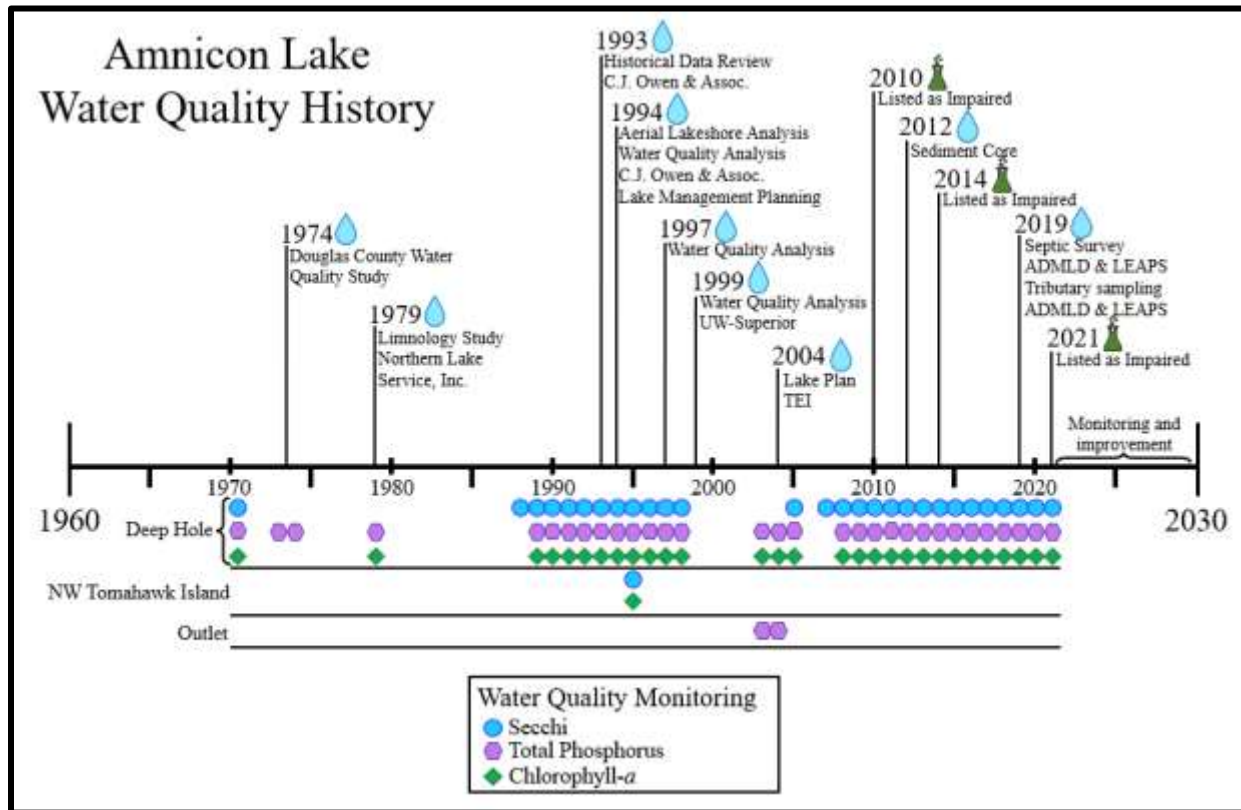 Amnicon Lake
Water Quality History
1974
Douglas County Water
Quality Study
1979
Limnology Study
Northern Lake
Service, Inc.
1993
Historical Data Review
C.J. Owen & Assoc.
1994
Aerial Lakeshore Analysis
Water Quality Analysis
C.J. Owen & Assoc.
Lake Management Planning
1997
Water Quality Analysis
1999
Water Quality Analysis
UW-Superior
2004
Lake Plan
TEI
2010
Listed as Impaired
2012
Sediment Core
2014
Listed as Impaired
2019
Septic Survey
ADMLD & LEAPS
Tributary sampling
ADMLD & LEAPS
2021
Listed as Impaired
Monitoring and
improvement
1960
1970
1980
1990
2000
2010
2020
2030
Deep Hole
NW Tomahawk Island
Outlet
Water Quality Monitoring
Secchi
Total Phosphorus
Chlorophyll-a